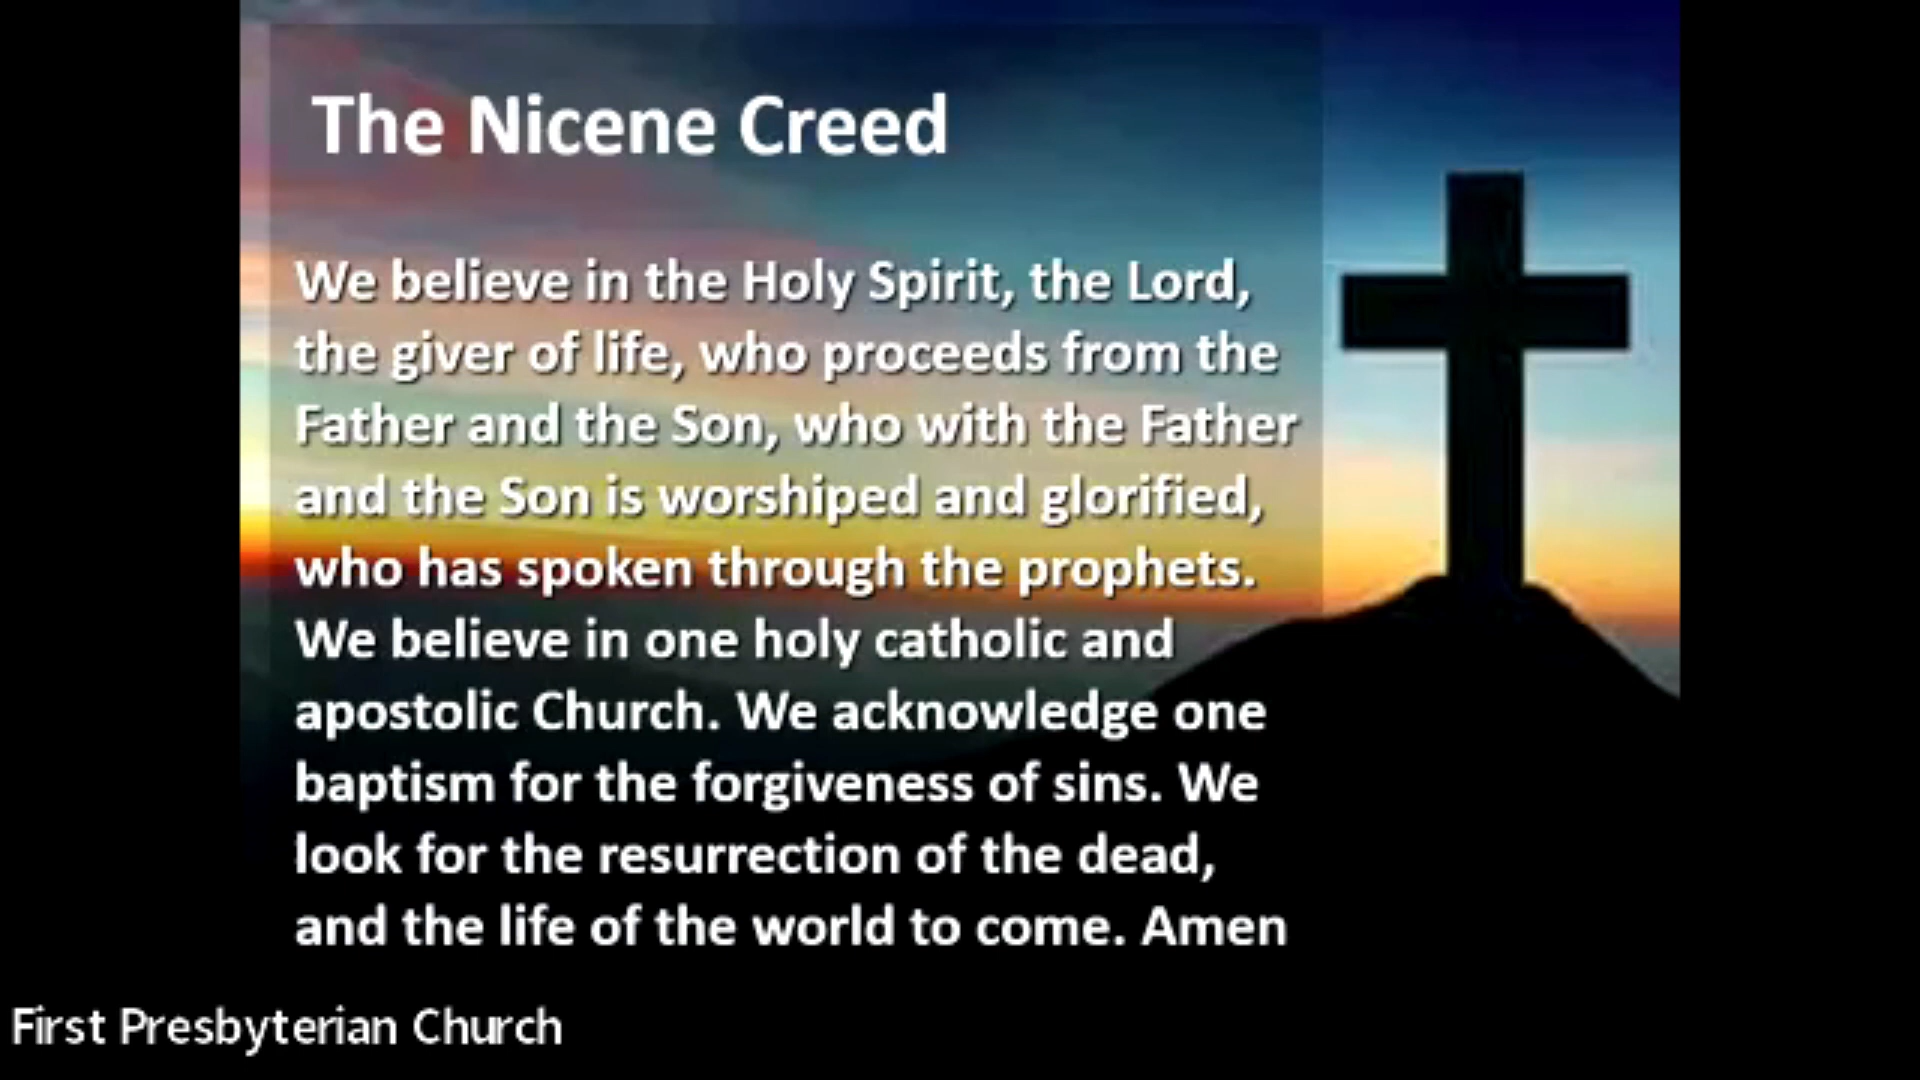 The Nicene Creed
We believe in the Holy Spirit, the Lord,
the giver of life, who proceeds from the
Father and the Son, who with the Father
and the Son is worshiped and glorified,
who has spoken through the prophets.
We believe in one holy catholic and
apostolic Church. We acknowledge one
baptism for the forgiveness of sins. We
look for the resurrection of the dead,
and the life of the world to come. Amen
First Presbyterian Church